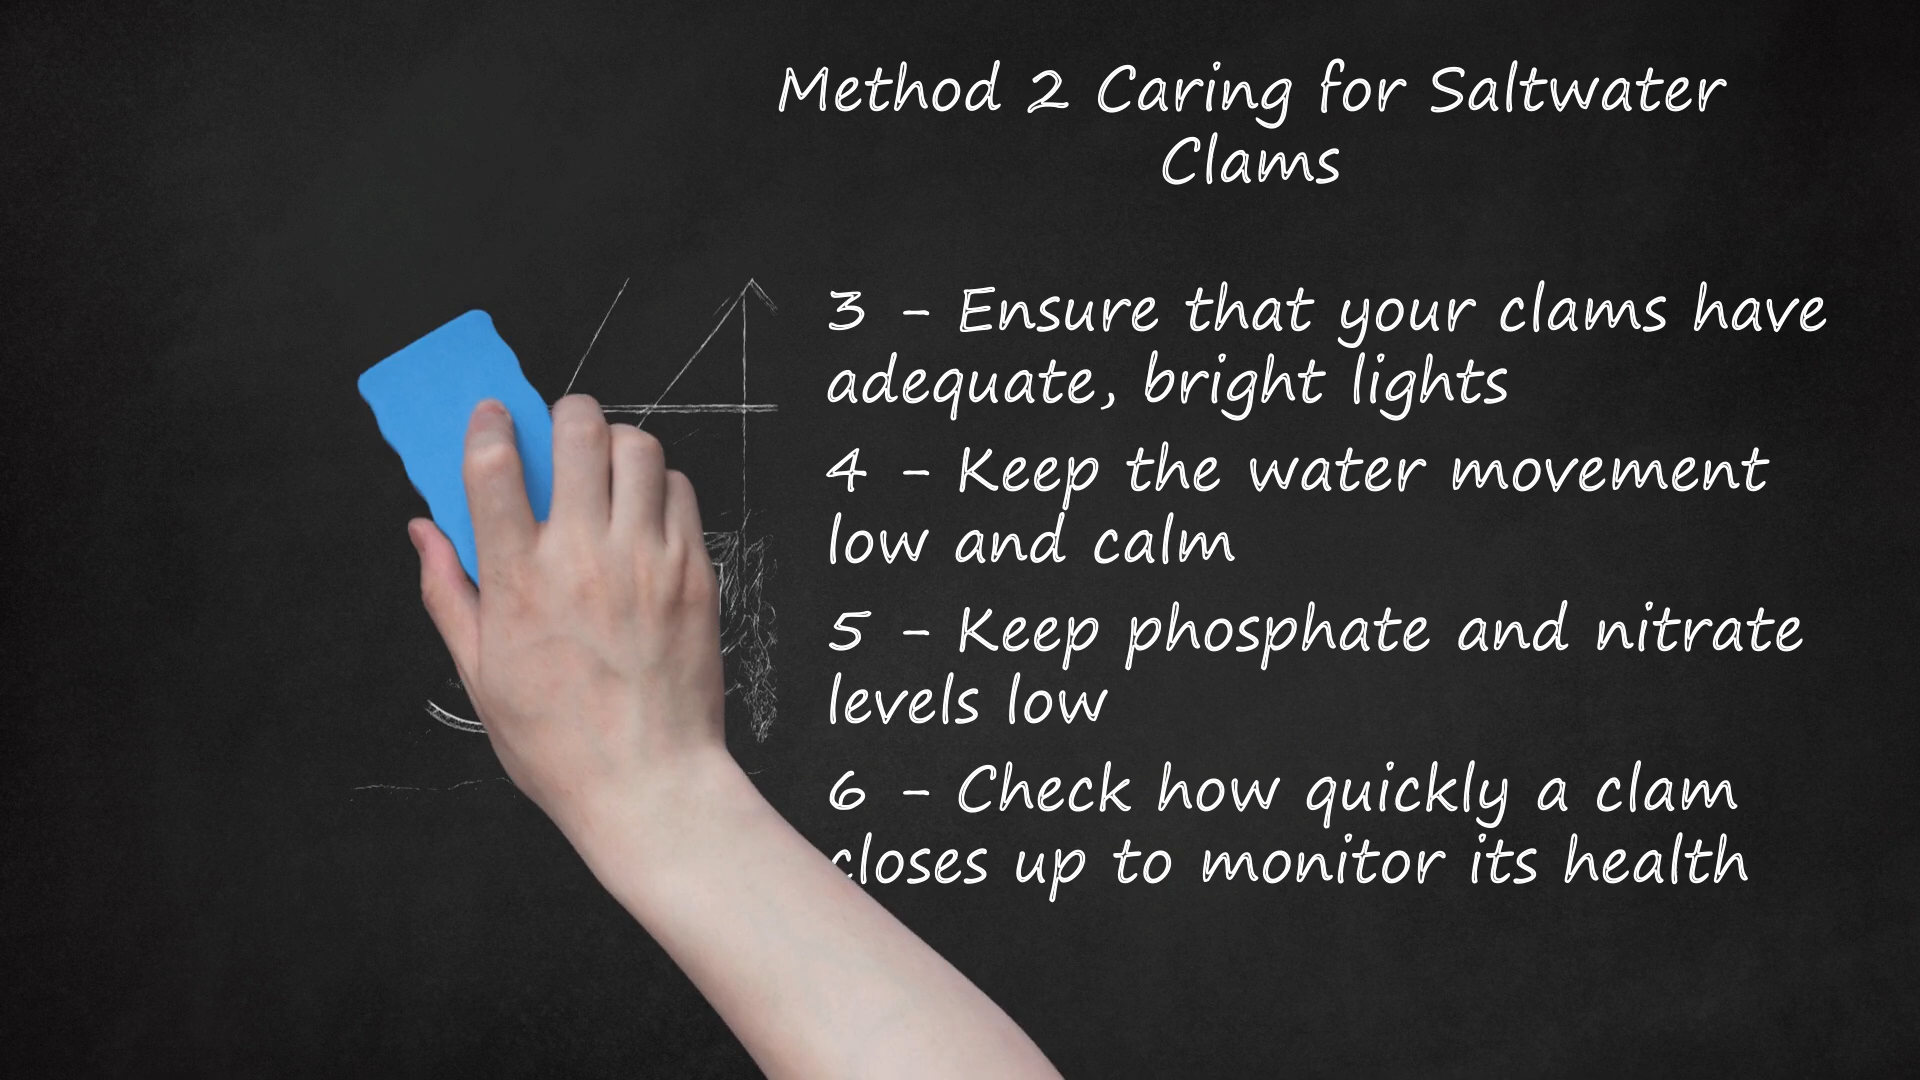 Method 2 Caring for Saltwater
Clams
3 - Ensure that your clams have
adequate, bright lights
4 - Keep the water movement
low and calm
5 - Keep phosphate and nitrate
levels low
6 - Check how quickly a clam
closes up to monitor its health